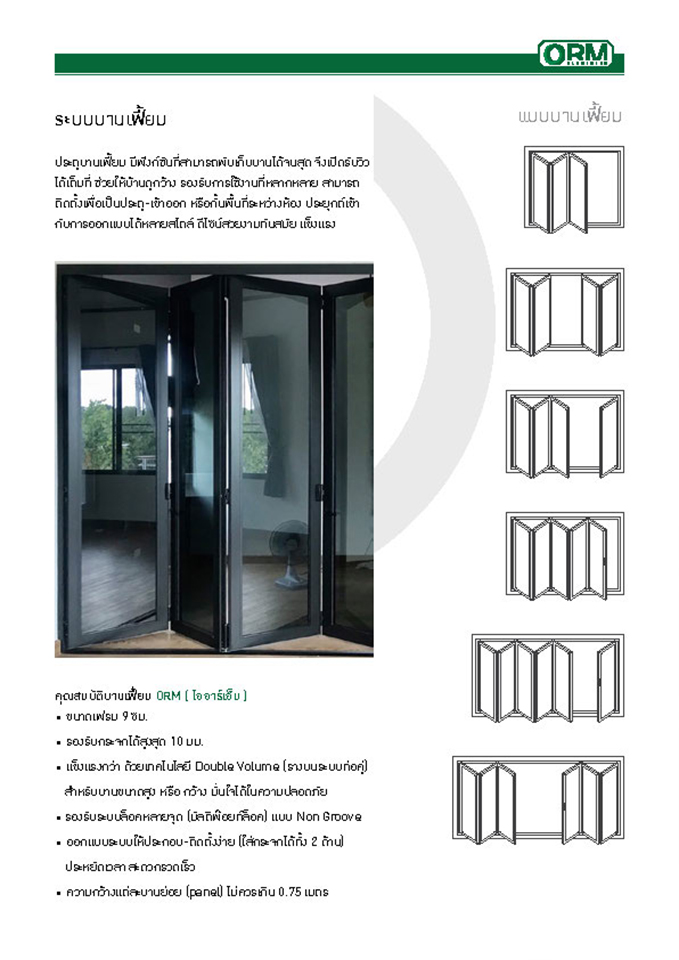 ORM
ALUMINIUM
ระบบบานเฟี้ยม
แบบบานเฟี้ยม
ประตูบานเฟี้ยม มีฟังก์ชันที่สามารถพับเก็บบานได้จนสุด จึงเปิดรับวิว
ได้เต็มที่ ช่วยให้บ้านดูกว้าง รองรับการใช้งานที่หลากหลาย สามารถ
ติดตั้งเพื่อเป็นประตู-เข้าออก หรือกั้นพื้นที่ระหว่างห้อง ประยุกต์เข้า
กับการออกแบบได้หลายสไตล์ ดีไซน์สวยงามทันสมัย แข็งแรง
คุณสมบัติบานเฟี้ยม ORM ( โออาร์เอ็ม )
• ขนาดเฟรม 9 ซม.
• รองรับกระจกได้สูงสุด 10 มม.
• แข็งแรงกว่า ด้วยเทคโนโลยี Double Volume (รางบนระบบท่อคู่)
สำหรับบานขนาดสูง หรือ กว้าง มั่นใจได้ในความปลอดภัย
• รองรับระบบล็อคหลายจุด (มัลติพ๊อยท์ล็อค) แบบ Non Groove
• ออกแบบระบบให้ประกอบ-ติดตั้งง่าย (ใส่กระจกได้ทั้ง 2 ด้าน)
ประหยัดเวลา สะดวกรวดเร็ว
• ความกว้างแต่ละบานย่อย (panel) ไม่ควรเกิน 0.75 เมตร